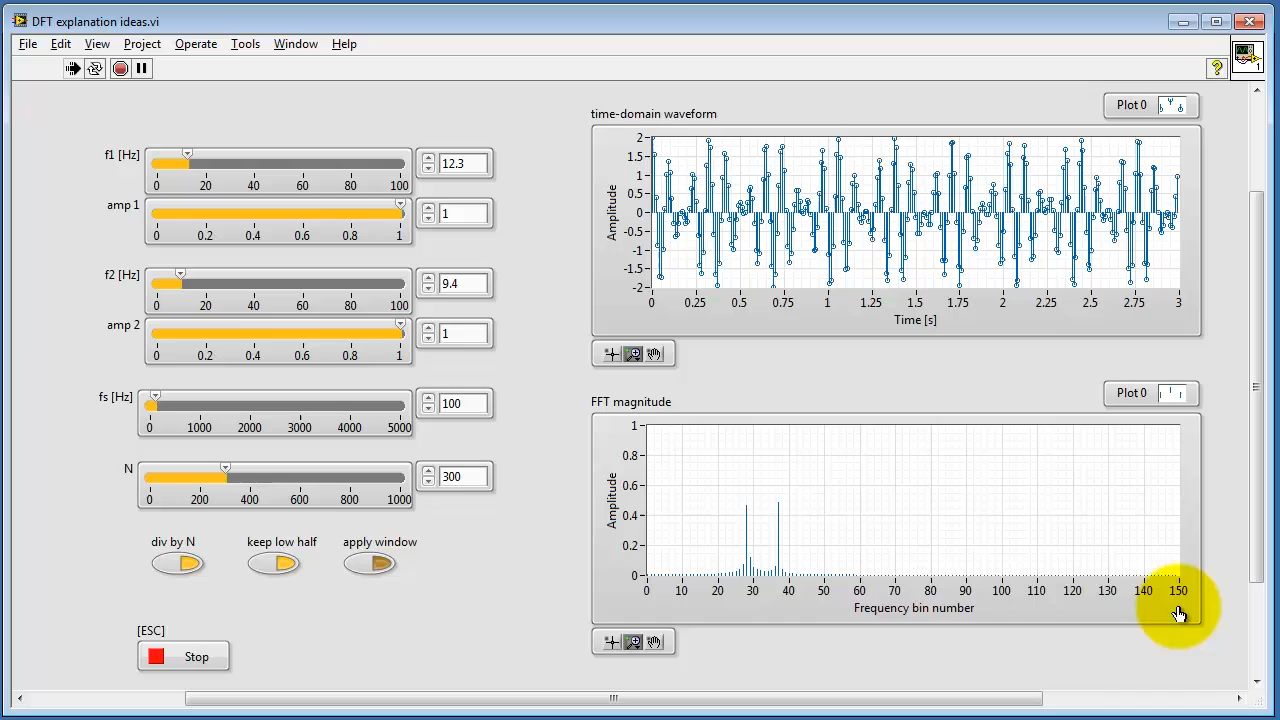 DFT explanation ideas.vi
File Edit View Project Operate Tools Window Help
1
f1 [Hz]
0 20 40 60 80 100
12.3
amp 1
0 0.2 0.4 0.6 0.8 1
1
f2 [Hz]
0 20 40 60 80 100
9.4
amp 2
0 0.2 0.4 0.6 0.8 1
1
fs [Hz]
0 1000 2000 3000 4000 5000
100
N
0 200 400 600 800 1000
300
div by N keep low half apply window
[ESC]
Stop
time-domain waveform
Plot 0
Amplitude
2
1.5
1
0.5
0
-0.5
-1
-1.5
-2
0 0.25 0.5 0.75 1 1.25 1.5 1.75 2 2.25 2.5 2.75 3
Time [s]
FFT magnitude
Plot 0
Amplitude
1
0.8
0.6
0.4
0.2
0
0 10 20 30 40 50 60 70 80 90 100 110 120 130 140 150
Frequency bin number